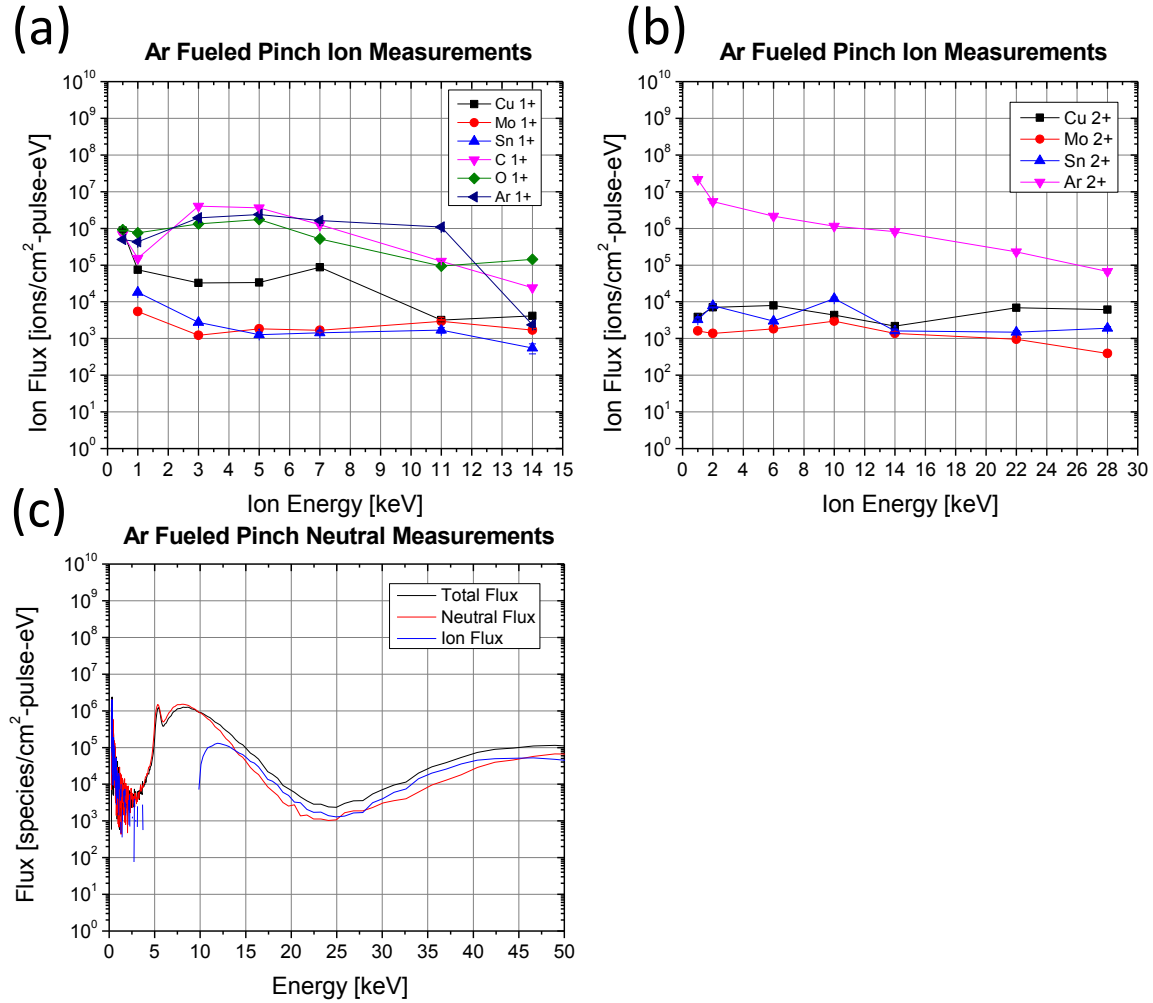 (a)
Ar Fueled Pinch Ion Measurements
10^10
10^9
10^8
10^7
10^6
10^5
10^4
10^3
10^2
10^1
10^0
Ion Flux [ions/cm^2-pulse-eV]
Cu 1+
Mo 1+
Sn 1+
C 1+
O 1+
Ar 1+
0 1 2 3 4 5 6 7 8 9 10 11 12 13 14 15
Ion Energy [keV]
(b)
Ar Fueled Pinch Ion Measurements
10^10
10^9
10^8
10^7
10^6
10^5
10^4
10^3
10^2
10^1
10^0
Ion Flux [ions/cm^2-pulse-eV]
Cu 2+
Mo 2+
Sn 2+
Ar 2+
0 2 4 6 8 10 12 14 16 18 20 22 24 26 28 30
Ion Energy [keV]
(c)
Ar Fueled Pinch Neutral Measurements
10^10
10^9
10^8
10^7
10^6
10^5
10^4
10^3
10^2
10^1
10^0
Flux [species/cm^2-pulse-eV]
Total Flux
Neutral Flux
Ion Flux
0 5 10 15 20 25 30 35 40 45 50
Energy [keV]